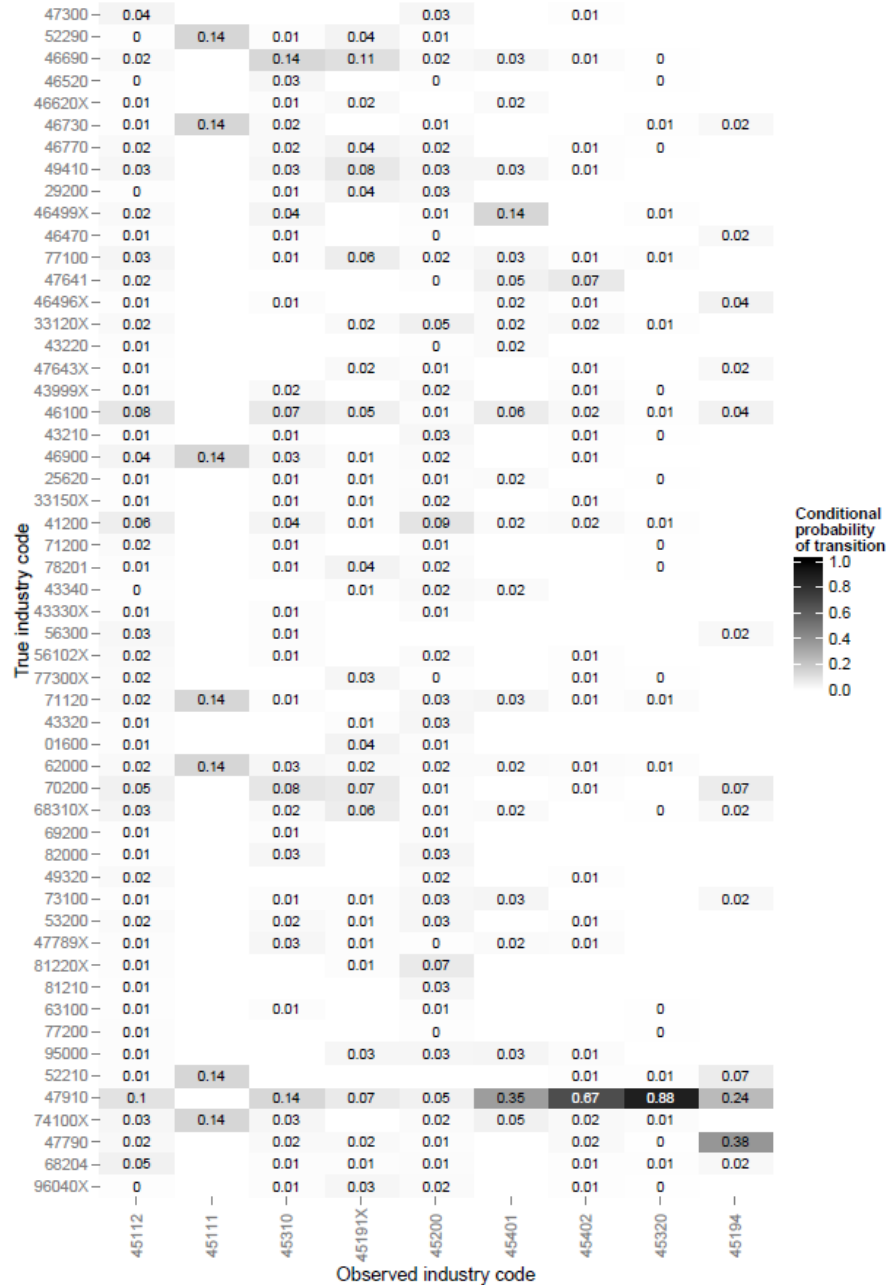 47300 0.04 0.03 0.01
52290 0 0.14 0.01 0.04 0.01
46690 0.02 0.14 0.11 0.02 0.03 0.01 0
46520 0 0.03 0 0
46620X 0.01 0.01 0.02 0.02
46730 0.01 0.14 0.02 0.01 0.01 0.02
46770 0.02 0.02 0.04 0.02 0.01 0
49410 0.03 0.03 0.08 0.03 0.03 0.01
29200 0 0.01 0.04 0.03
46499X 0.02 0.04 0.01 0.14 0.01
46470 0.01 0.01 0 0.02
77100 0.03 0.01 0.06 0.02 0.03 0.01 0.01
47641 0.02 0 0.05 0.07
46496X 0.01 0.01 0.02 0.01 0.04
33120X 0.02 0.02 0.05 0.02 0.02 0.01
43220 0.01 0 0.02
47643X 0.01 0.02 0.01 0.01 0.02
43999X 0.01 0.02 0.02 0.01 0
46100 0.08 0.07 0.05 0.01 0.06 0.02 0.01 0.04
43210 0.01 0.01 0.03 0.01 0
46900 0.04 0.14 0.03 0.01 0.02 0.01
25620 0.01 0.01 0.01 0.01 0.02 0
33150X 0.01 0.01 0.01 0.02 0.01
41200 0.06 0.04 0.01 0.09 0.02 0.02 0.01
71200 0.02 0.01 0.01 0
78201 0.01 0.01 0.04 0.02 0
43340 0 0.01 0.02 0.02
43330X 0.01 0.01 0.01
56300 0.03 0.01 0.02
56102X 0.02 0.01 0.02 0.01
77300X 0.02 0.03 0 0.01 0
71120 0.02 0.14 0.01 0.03 0.03 0.01 0.01
43320 0.01 0.01 0.03
01600 0.01 0.04 0.01
62000 0.02 0.14 0.03 0.02 0.02 0.02 0.01 0.01
70200 0.05 0.08 0.07 0.01 0.01 0.07
68310X 0.03 0.02 0.06 0.01 0.02 0 0.02
69200 0.01 0.01 0.01
82000 0.01 0.03 0.03
49320 0.02 0.02 0.01
73100 0.01 0.01 0.01 0.03 0.03 0.02
53200 0.02 0.02 0.01 0.03 0.01
47789X 0.01 0.03 0.01 0 0.02 0.01
81220X 0.01 0.01 0.07
81210 0.01 0.03
63100 0.01 0.01 0.01 0
77200 0.01 0 0
95000 0.01 0.03 0.03 0.03 0.01
52210 0.01 0.14 0.01 0.01 0.07
47910 0.1 0.14 0.07 0.05 0.35 0.67 0.88 0.24
74100X 0.03 0.14 0.03 0.02 0.05 0.02 0.01
47790 0.02 0.02 0.02 0.01 0.02 0 0.38
68204 0.05 0.01 0.01 0.01 0.01 0.01 0.02
96040X 0 0.01 0.03 0.02 0.01 0
45112 45111 45310 45191X 45200 45401 45402 45320 45194
Observed industry code
True industry code
Conditional
probability
of transition
1.0
0.8
0.6
0.4
0.2
0.0